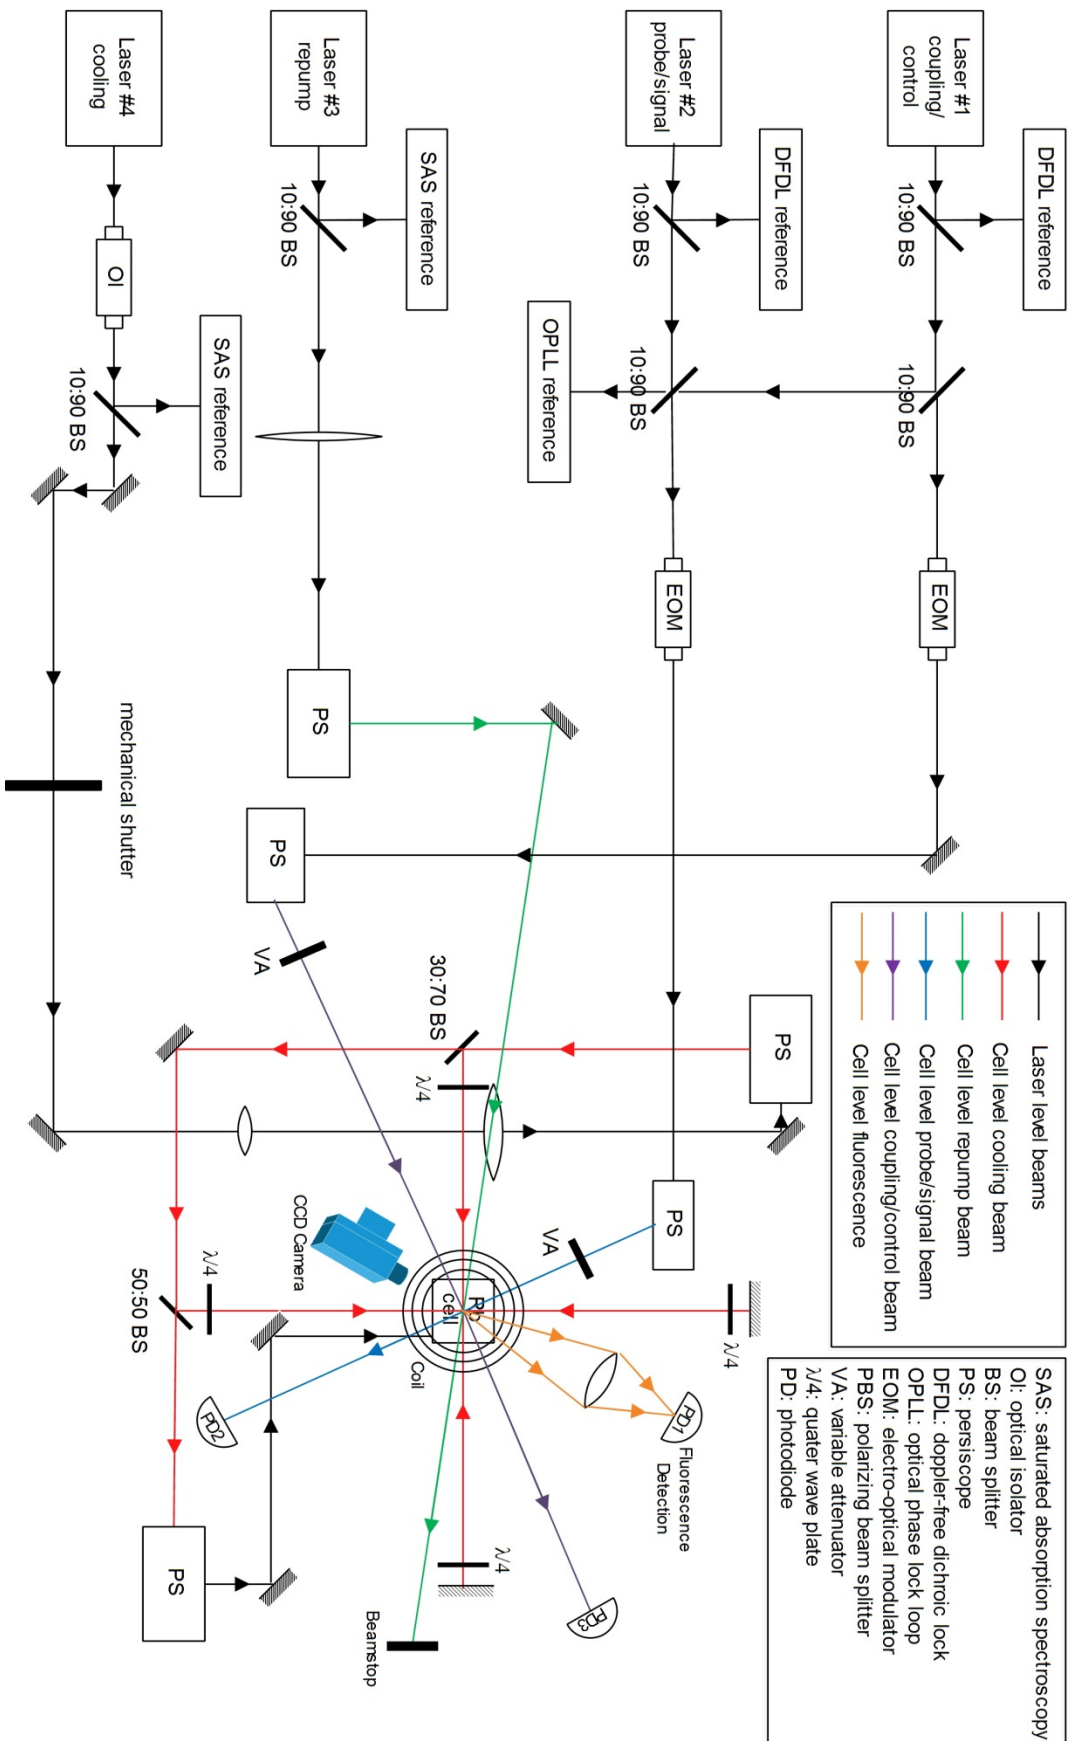 Laser #1
coupling/
control
DFDL reference
10:90 BS
10:90 BS
EOM
Laser #2
probe/signal
DFDL reference
10:90 BS
10:90 BS
OPLL reference
EOM
Laser #3
repump
SAS reference
10:90 BS
PS
Laser #4
cooling
OI
SAS reference
10:90 BS
mechanical shutter
PS
VA
30:70 BS
λ/4
PS
PS
VA
λ/4
CCD Camera
Rb
cell
Coil
λ/4
50:50 BS
PD1
Fluorescence
Detection
PD2
PD3
λ/4
Beamstop
PS
Laser level beams
Cell level cooling beam
Cell level repump beam
Cell level probe/signal beam
Cell level coupling/control beam
Cell level fluorescence
SAS: saturated absorption spectroscopy
OI: optical isolator
BS: beam splitter
PS: persiscope
DFDL: doppler-free dichroic lock
OPLL: optical phase lock loop
EOM: electro-optical modulator
PBS: polarizing beam splitter
VA: variable attenuator
λ/4: quater wave plate
PD: photodiode